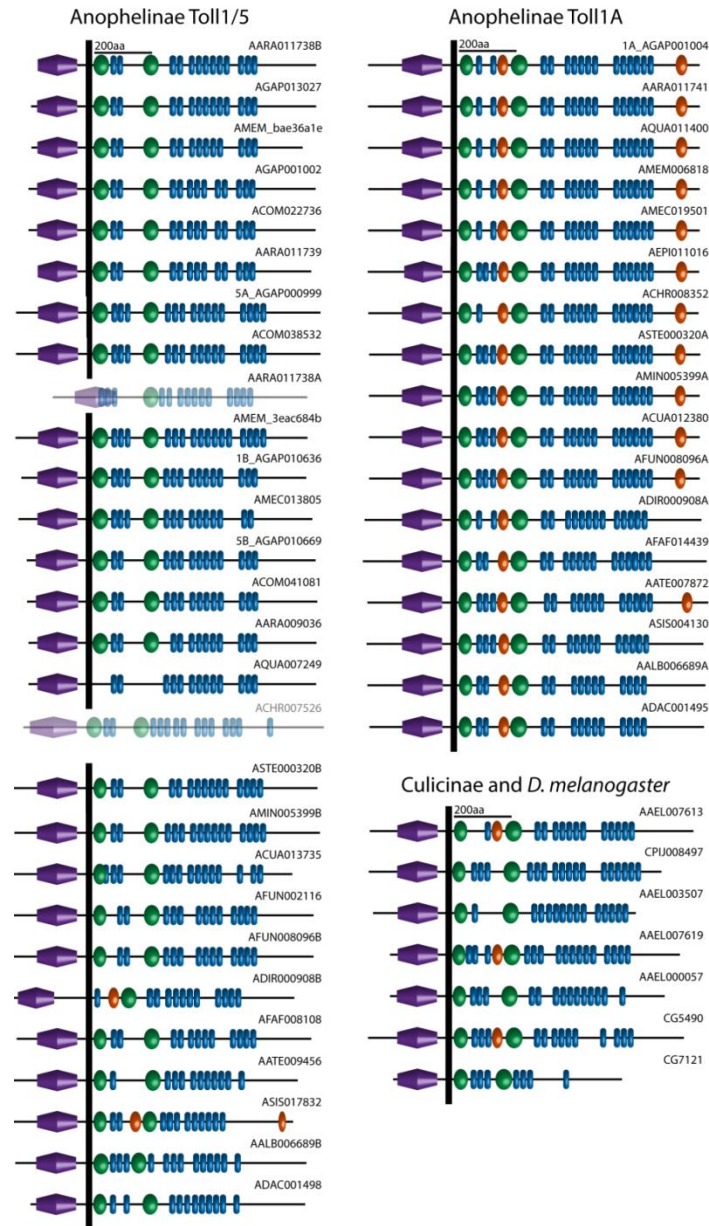 Anophelinae Toll1/5
200aa
AARA011738B
AGAP013027
AMEM_bae36a1e
AGAP001002
ACOM022736
AARA011739
5A_AGAP000999
ACOM038532
AARA011738A
AMEM_3eac684b
1B_AGAP010636
AMEC013805
5B_AGAP010669
ACOM041081
AARA009036
AQUA007249
ACHR007526
ASTE000320B
AMIN005399B
ACUA013735
AFUN002116
AFUN008096B
ADIR000908B
AFAF008108
AATE009456
ASIS017832
AALB006689B
ADAC001498
Anophelinae Toll1A
200aa
1A_AGAP001004
AARA011741
AQUA011400
AMEM006818
AMEC019501
AEPI011016
ACHR008352
ASTE000320A
AMIN005399A
ACUA012380
AFUN008096A
ADIR000908A
AFAF014439
AATE007872
ASIS004130
AALB006689A
ADAC001495
Culicinae and D. melanogaster
200aa
AAEL007613
CPIJ008497
AAEL003507
AAEL007619
AAEL000057
CG5490
CG7121